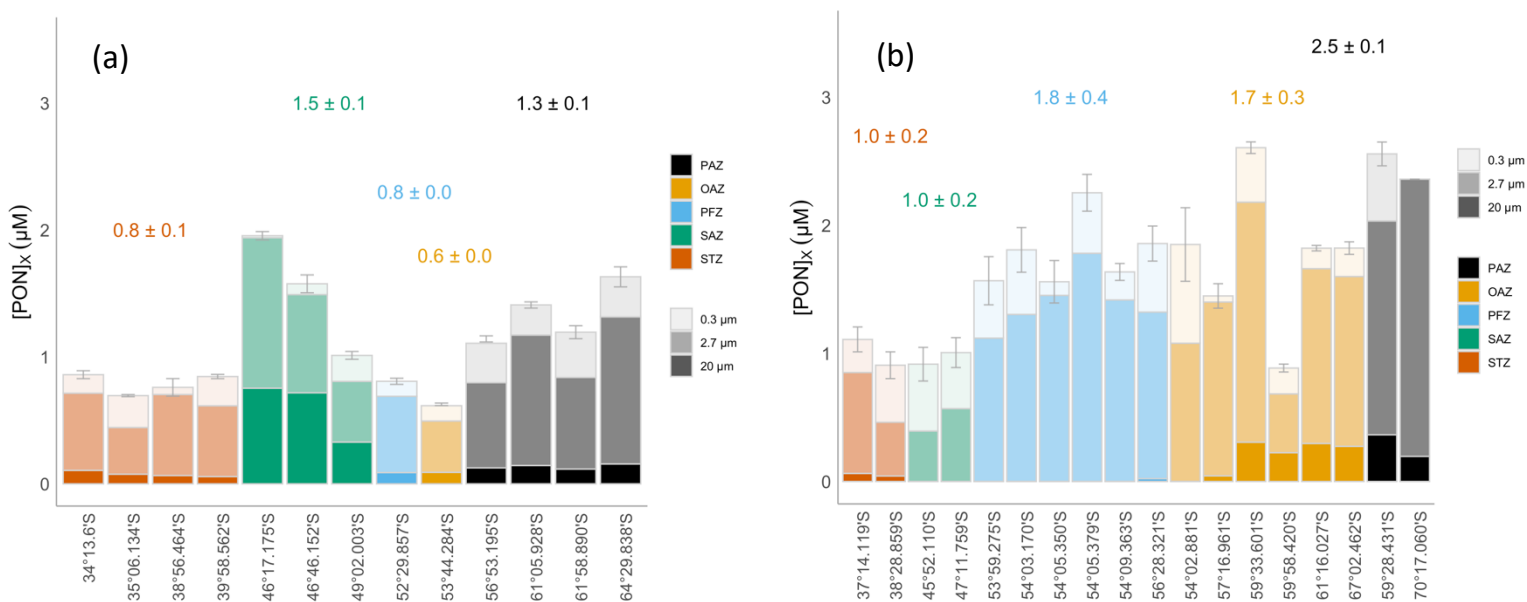 (a)
[PON]x (µM)
3
2
1
0
0.8 ± 0.1
1.5 ± 0.1
0.8 ± 0.0
0.6 ± 0.0
1.3 ± 0.1
34°13.6'S
35°06.134'S
38°56.464'S
39°58.562'S
46°17.175'S
46°46.152'S
49°02.003'S
52°29.857'S
53°44.284'S
56°53.195'S
61°05.928'S
61°58.890'S
64°29.838'S
PAZ
OAZ
PFZ
SAZ
STZ
0.3 µm
2.7 µm
20 µm
(b)
[PON]x (µM)
3
2
1
0
1.0 ± 0.2
1.0 ± 0.2
1.8 ± 0.4
1.7 ± 0.3
2.5 ± 0.1
37°14.119'S
38°28.859'S
45°52.110'S
47°11.759'S
53°59.275'S
54°03.170'S
54°05.350'S
54°05.379'S
54°09.363'S
56°28.321'S
54°02.881'S
57°16.961'S
59°33.601'S
59°58.420'S
61°16.027'S
67°02.462'S
59°28.431'S
70°17.060'S
0.3 µm
2.7 µm
20 µm
PAZ
OAZ
PFZ
SAZ
STZ